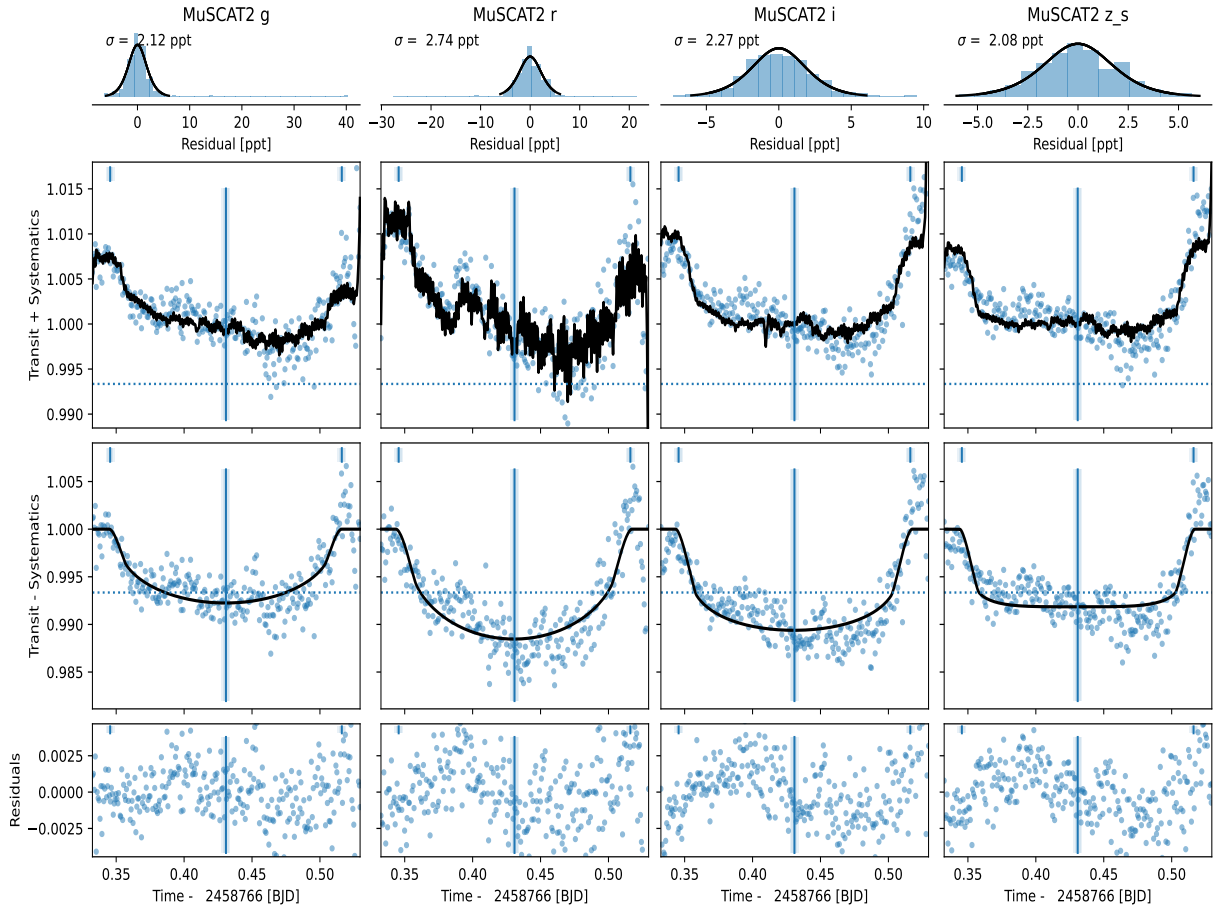 MuSCAT2 g MuSCAT2 r MuSCAT2 i MuSCAT2 z_s
σ = 2.12 ppt σ = 2.74 ppt σ = 2.27 ppt σ = 2.08 ppt
0 10 20 30 40 −30 −20 −10 0 10 20 −5 0 5 10 −5.0 −2.5 0.0 2.5 5.0
Residual [ppt] Residual [ppt] Residual [ppt] Residual [ppt]
Transit + Systematics
1.015
1.010
1.005
1.000
0.995
0.990
Transit - Systematics
1.005
1.000
0.995
0.990
0.985
Residuals
0.0025
0.0000
−0.0025
0.35 0.40 0.45 0.50 0.35 0.40 0.45 0.50 0.35 0.40 0.45 0.50 0.35 0.40 0.45 0.50
Time - 2458766 [BJD] Time - 2458766 [BJD] Time - 2458766 [BJD] Time - 2458766 [BJD]